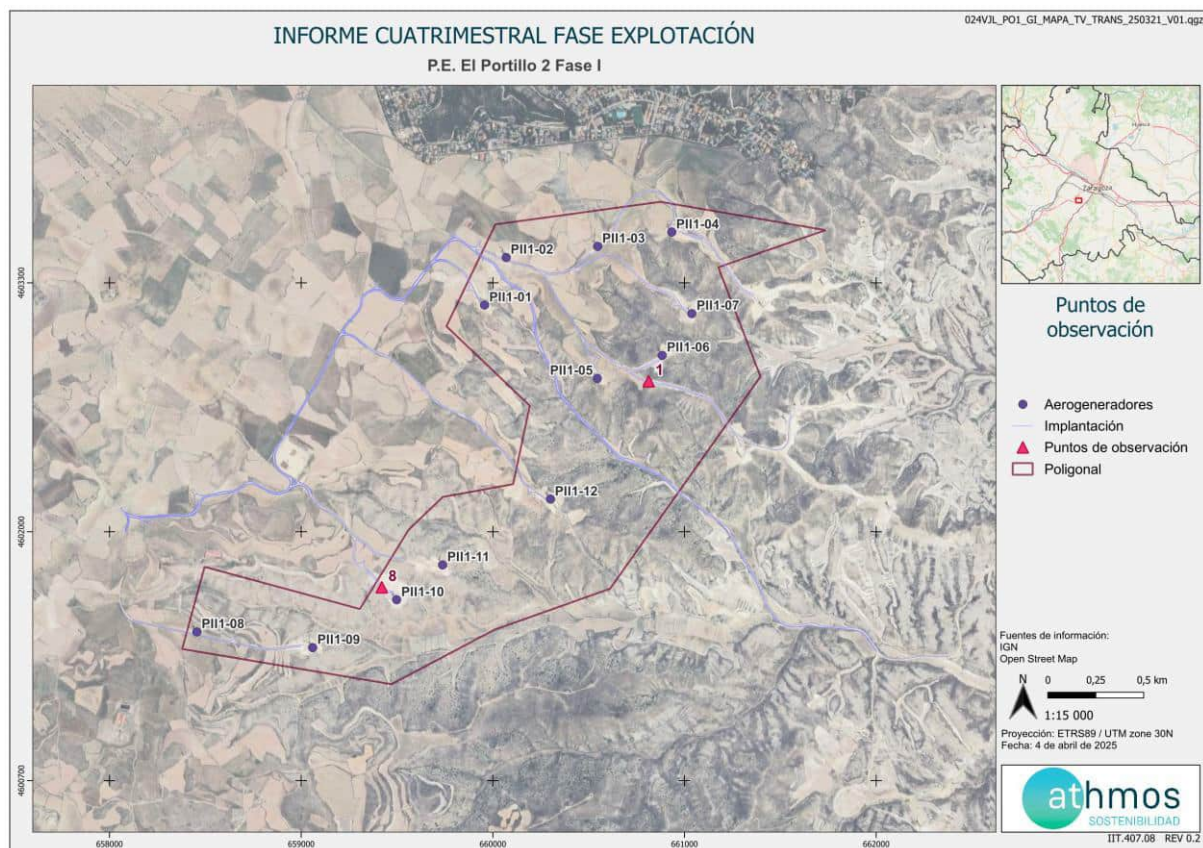 024VJL_PO1_GI_MAPA_TV_TRANS_250321_V01.qgz
INFORME CUATRIMESTRAL FASE EXPLOTACIÓN
P.E. El Portillo 2 Fase I
PII1-04
PII1-03
PII1-02
PII1-01
PII1-07
PII1-06
PII1-05
1
PII1-12
PII1-11
8
PII1-10
PII1-08
PII1-09
4603300
4602000
4600700
658000
659000
660000
661000
662000
Huesca
Zaragoza
Puntos de
observación
Aerogeneradores
Implantación
Puntos de observación
Poligonal
Fuentes de información:
IGN
Open Street Map
N
0 0,25 0,5 km
1:15 000
Proyección: ETRS89 / UTM zone 30N
Fecha: 4 de abril de 2025
athmos
SOSTENIBILIDAD
IIT.407.08 REV 0.2